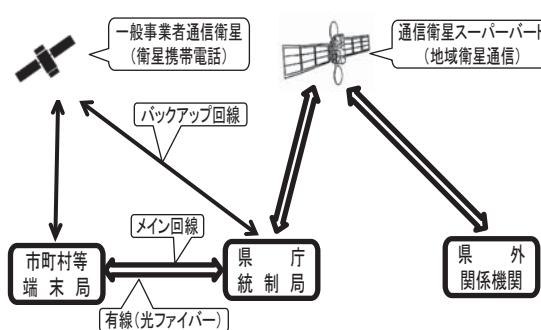 一般事業者通信衛星
(衛星携帯電話)
通信衛星スーパーバード
(地域衛星通信)
バックアップ回線
メイン回線
市町村等
端末局
県庁
統制局
県外
関係機関
有線(光ファイバー)